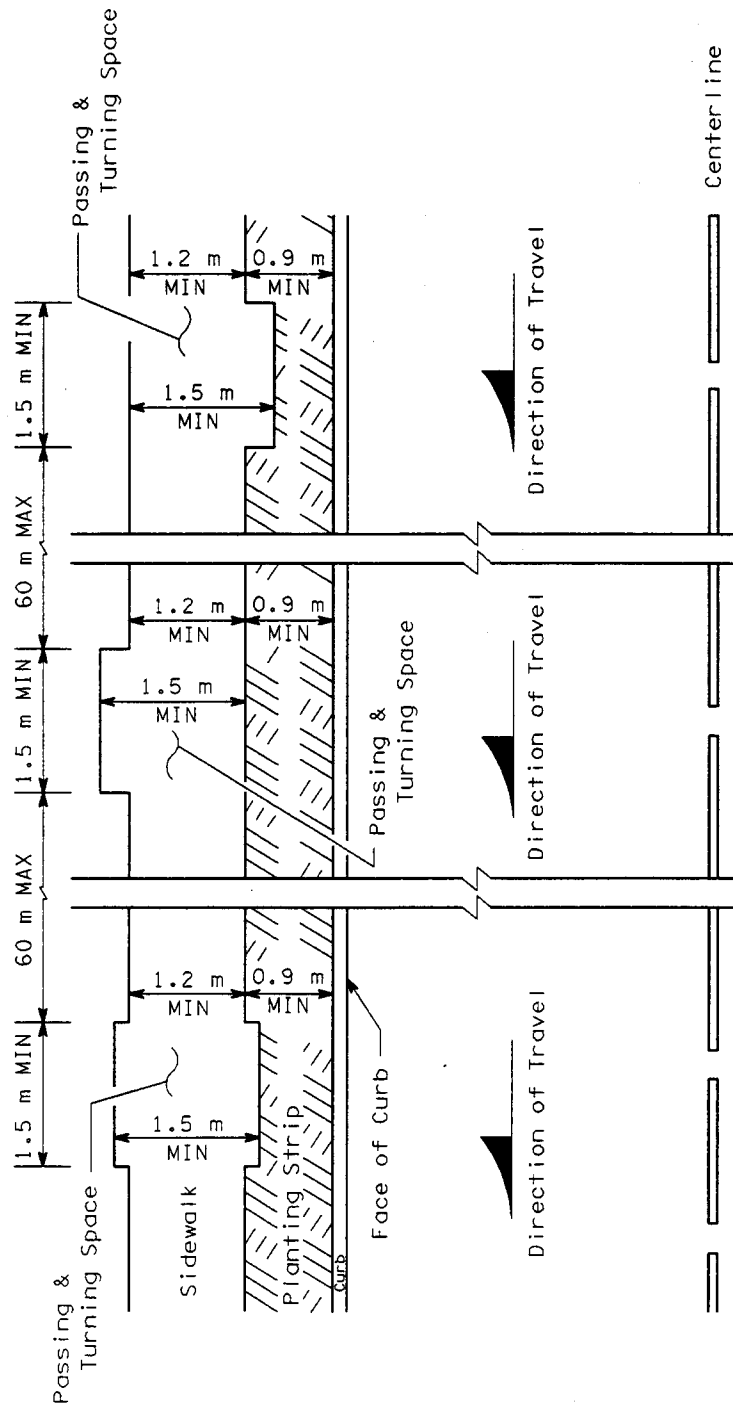 Passing &
Turning Space
1.5 m MIN
60 m MAX
1.5 m MIN
60 m MAX
1.5 m MIN
Passing &
Turning Space
1.2 m
MIN
0.9 m
MIN
1.5 m
MIN
1.2 m
MIN
0.9 m
MIN
1.5 m
MIN
1.2 m
MIN
0.9 m
MIN
1.5 m
MIN
Sidewalk
Planting Strip
Curb
Face of Curb
Passing &
Turning Space
Direction of Travel
Direction of Travel
Direction of Travel
Centerline